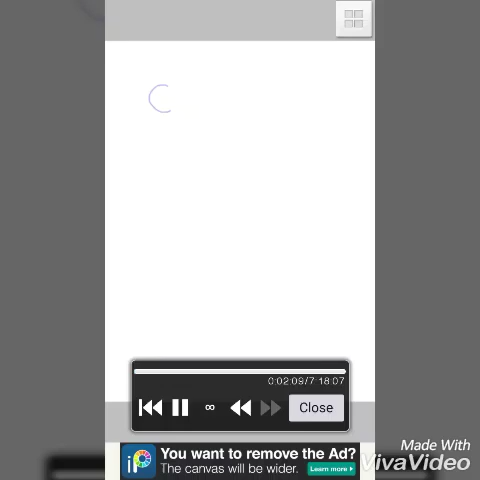 0:02:09/7:18:07
∞
Close
iP
You want to remove the Ad?
The canvas will be wider.
Learn more
Made With
VivaVideo